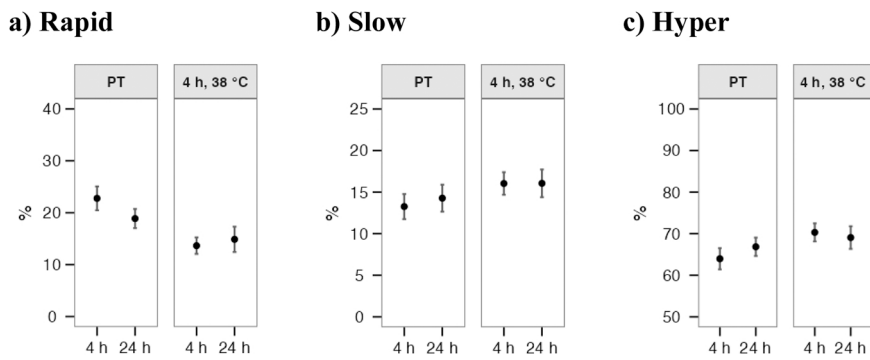 a) Rapid
PT
4 h, 38 °C
40
30
20
10
0
%
4 h 24 h
4 h 24 h
b) Slow
PT
4 h, 38 °C
25
20
15
10
5
0
%
4 h 24 h
4 h 24 h
c) Hyper
PT
4 h, 38 °C
100
90
80
70
60
50
%
4 h 24 h
4 h 24 h